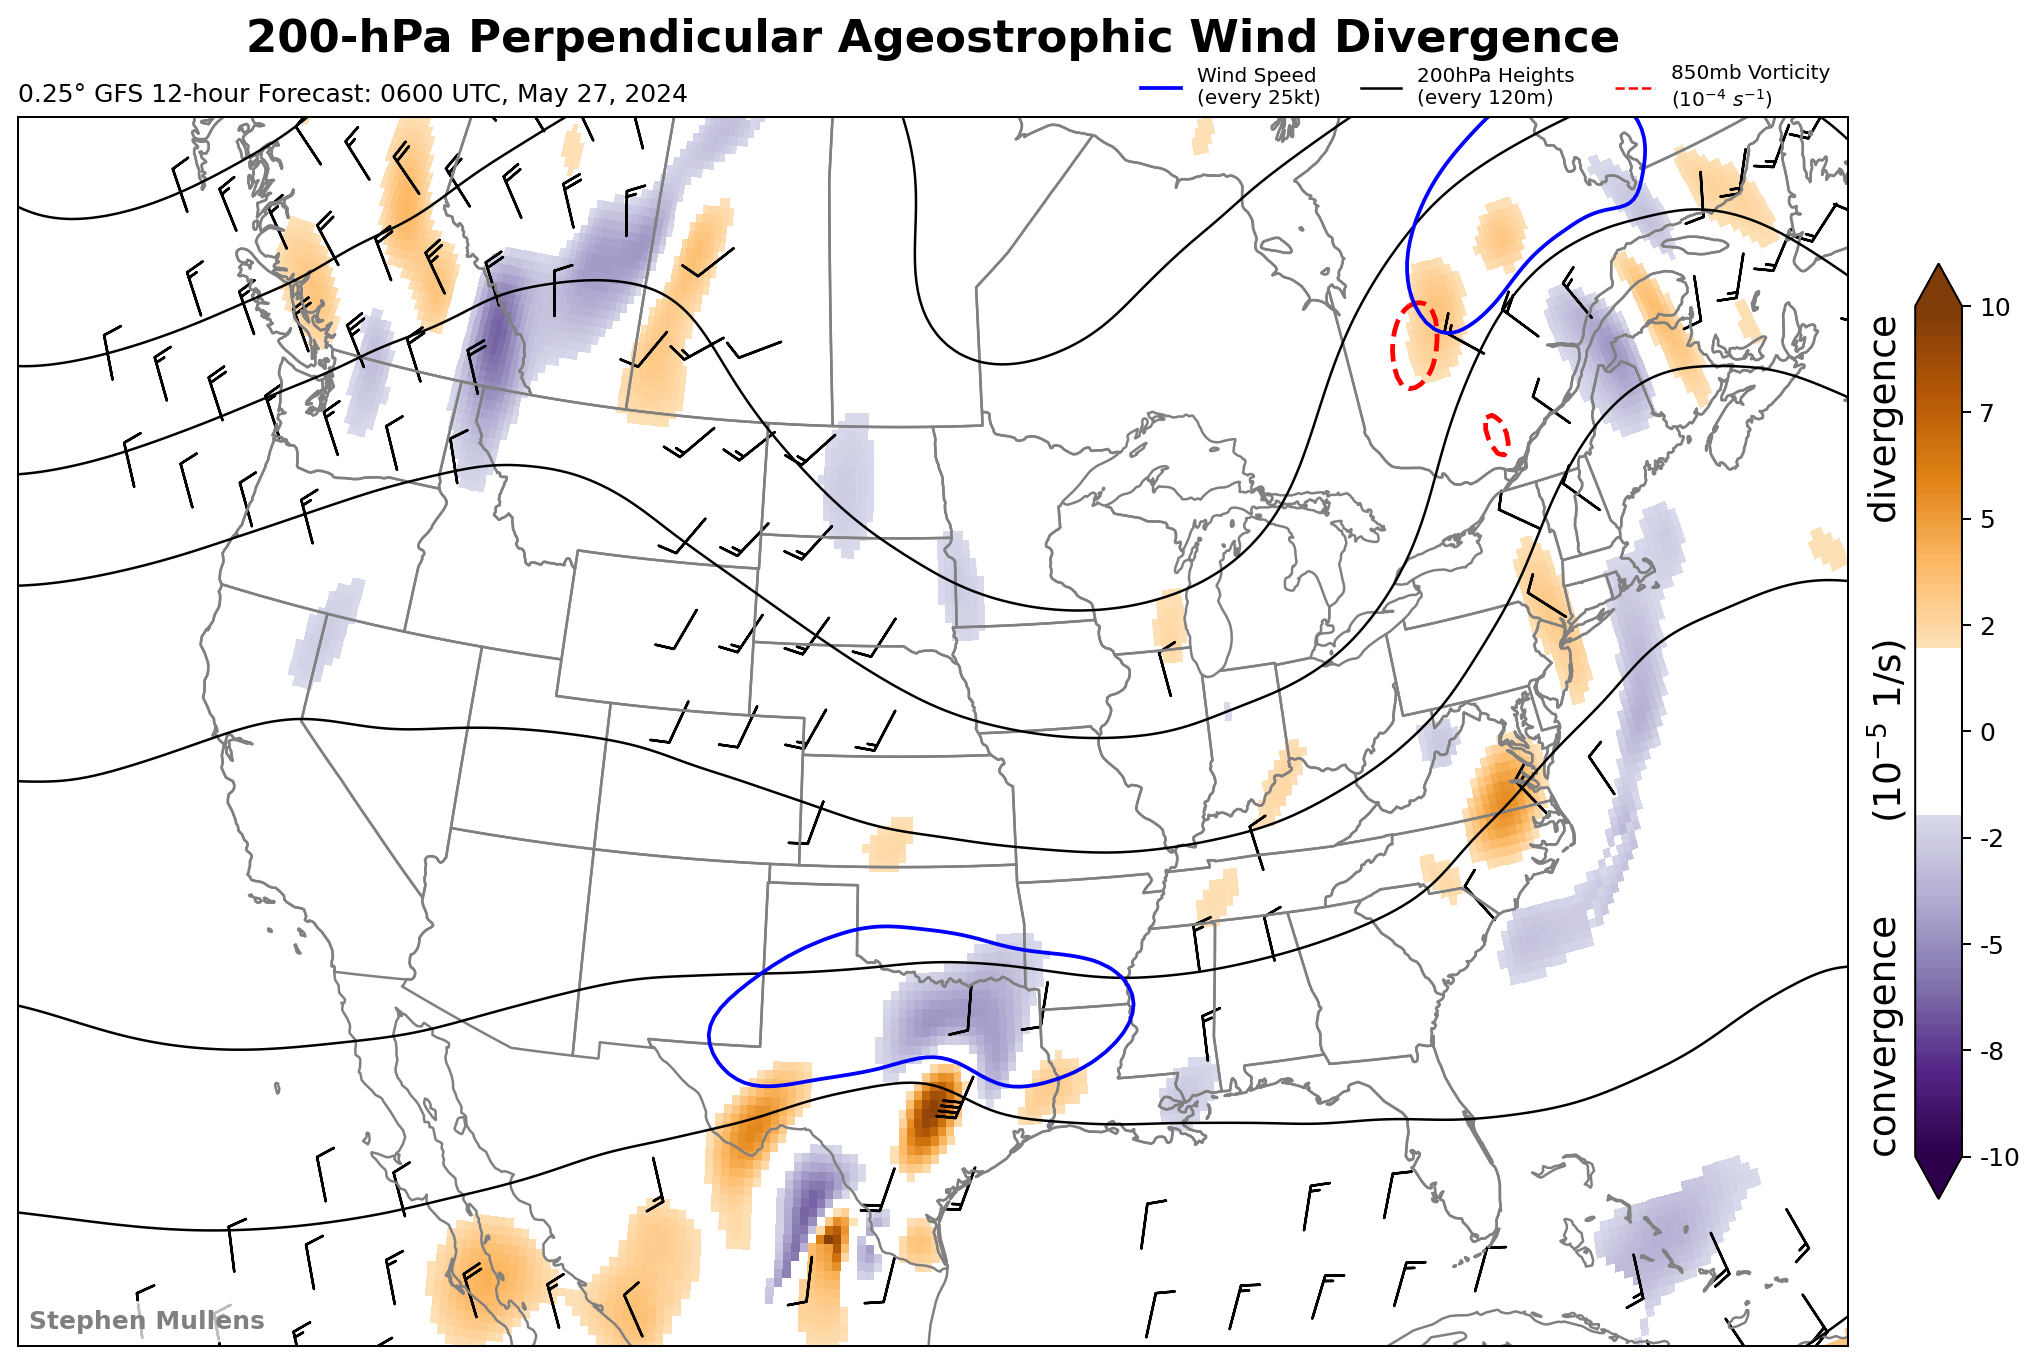 200-hPa Perpendicular Ageostrophic Wind Divergence
0.25° GFS 12-hour Forecast: 0600 UTC, May 27, 2024
Wind Speed
(every 25kt)
200hPa Heights
(every 120m)
850mb Vorticity
(10⁻⁴ s⁻¹)
10
7
5
2
0
-2
-5
-8
-10
convergence (10⁻⁵ 1/s) divergence
Stephen Mullens